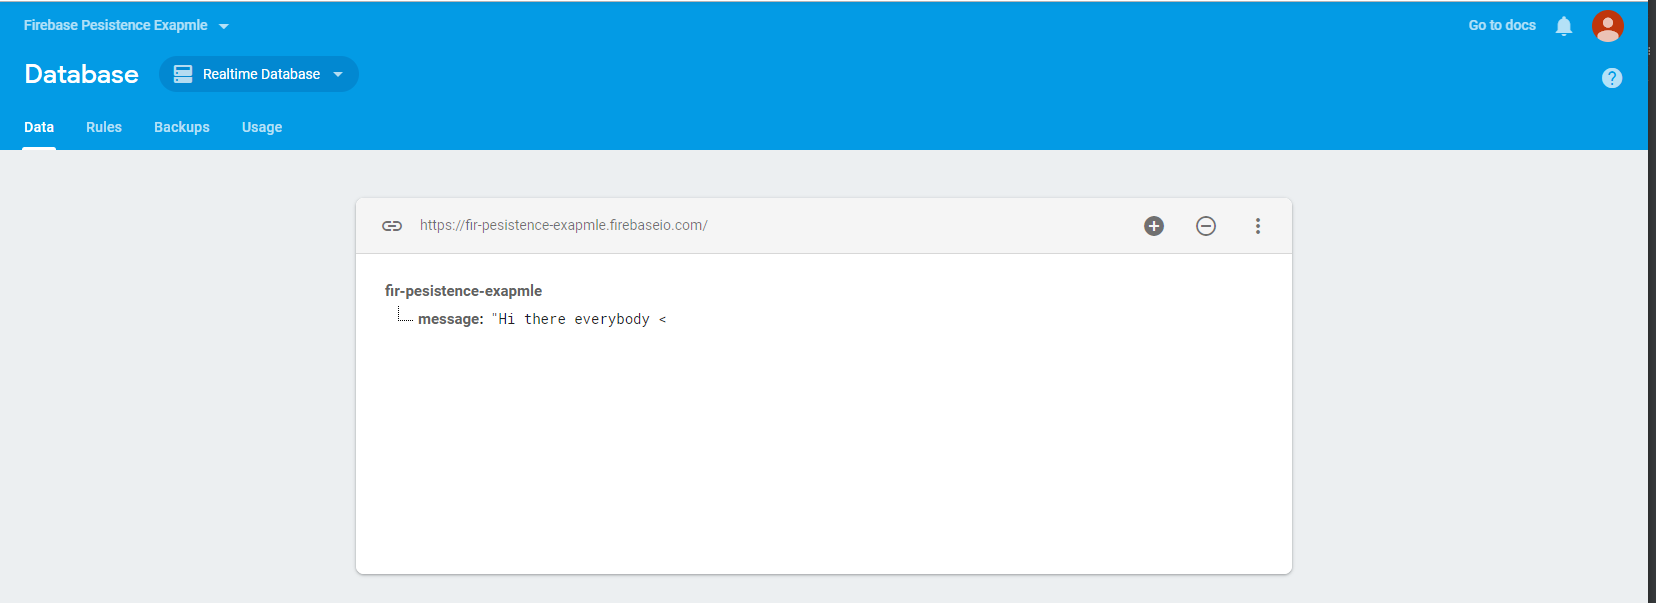 Firebase Pesistence Exapmle
Go to docs
Database
Realtime Database
?
Data Rules Backups Usage
https://fir-pesistence-exapmle.firebaseio.com/
fir-pesistence-exapmle
message: "Hi there everybody <